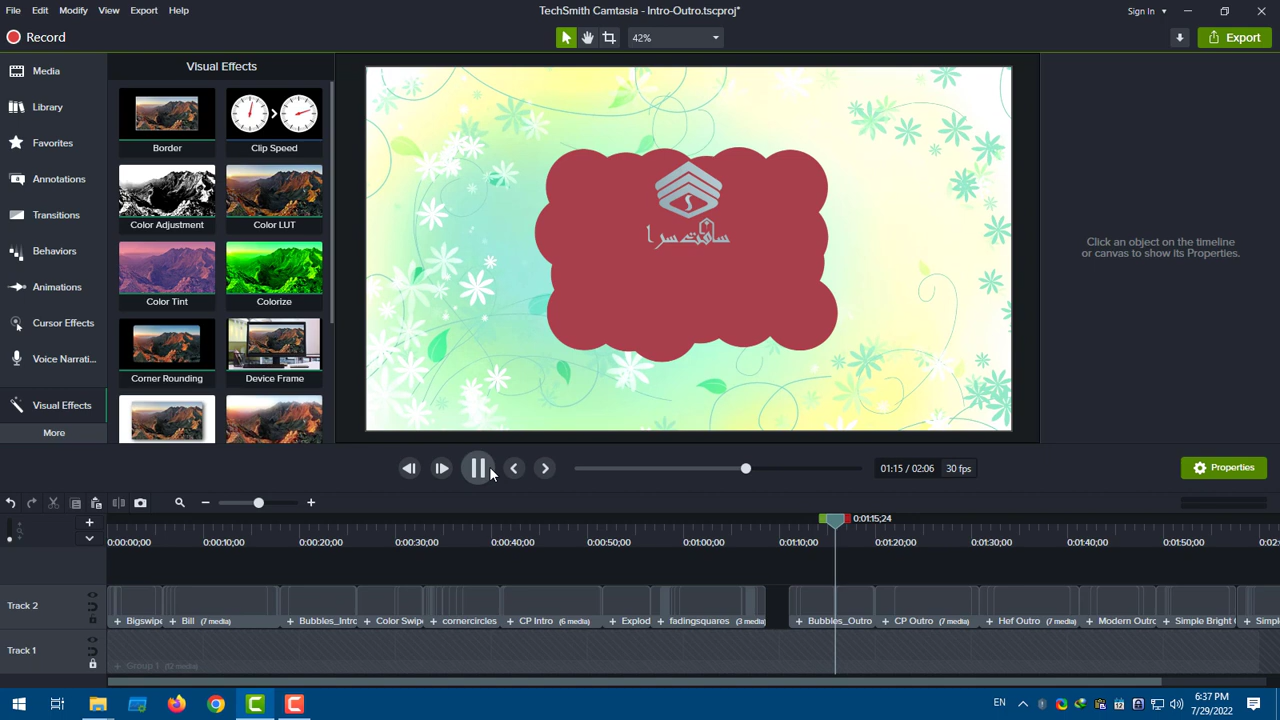 File Edit Modify View Export Help
TechSmith Camtasia - Intro-Outro.tscproj*
Sign In
Record
42%
Export
Media
Library
Favorites
Annotations
Transitions
Behaviors
Animations
Cursor Effects
Voice Narrati...
Visual Effects
More
Visual Effects
Border Clip Speed
Color Adjustment Color LUT
Color Tint Colorize
Corner Rounding Device Frame
سافت سرا
Click an object on the timeline
or canvas to show its Properties.
01:15 / 02:06 30 fps
Properties
0:01:15;24
0:00:00;00 0:00:10;00 0:00:20;00 0:00:30;00 0:00:40;00 0:00:50;00 0:01:00;00 0:01:10;00 0:01:20;00 0:01:30;00 0:01:40;00 0:01:50;00 0:02:0
Track 2
+ Bigswipe + Bill (7 media) + Bubbles_Intro + Color Swip + cornercircles + CP Intro (6 media) + Explod + fadingsquares (3 media) + Bubbles_Outro + CP Outro (7 media) + Hef Outro (7 media) + Modern Outro + Simple Bright + Simpl
Track 1
+ Group 1 (12 media)
EN
6:37 PM
7/29/2022